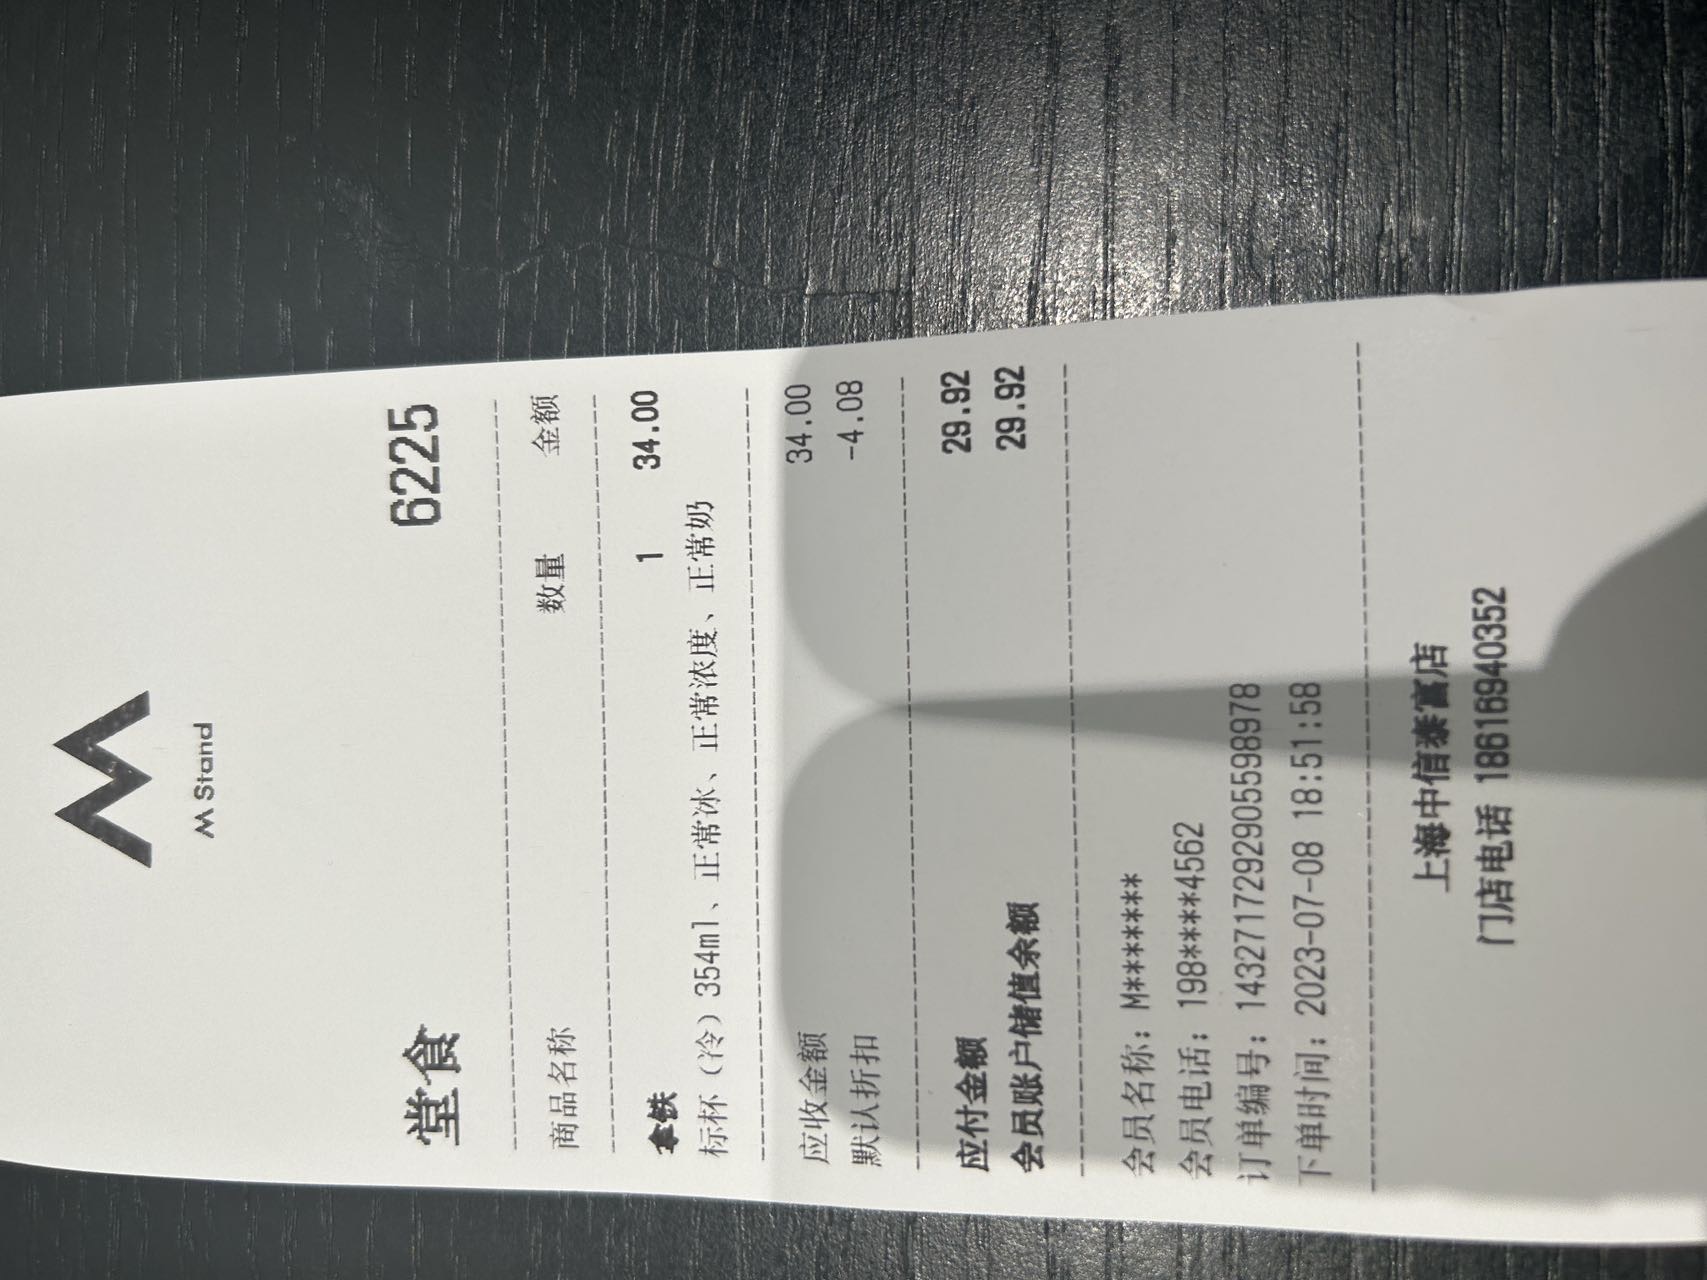 M Stand
堂食 6225
商品名称 数量 金额
拿铁 1 34.00
标杯（冷）354ml、正常冰、正常浓度、正常奶
应收金额 34.00
默认折扣 -4.08
应付金额 29.92
会员账户储值余额 29.92
会员名称: M*******
会员电话: 198****4562
订单编号: 1432717292905598978
下单时间: 2023-07-08 18:51:58
上海中信泰富店
门店电话 18616940352